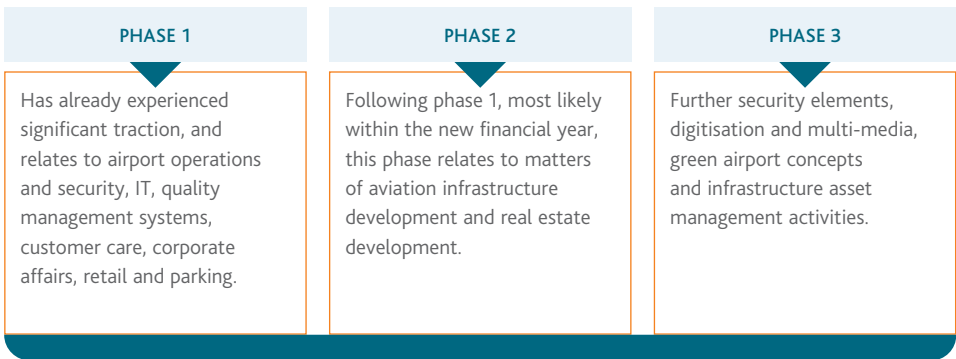 PHASE 1
Has already experienced
significant traction, and
relates to airport operations
and security, IT, quality
management systems,
customer care, corporate
affairs, retail and parking.
PHASE 2
Following phase 1, most likely
within the new financial year,
this phase relates to matters
of aviation infrastructure
development and real estate
development.
PHASE 3
Further security elements,
digitisation and multi-media,
green airport concepts
and infrastructure asset
management activities.